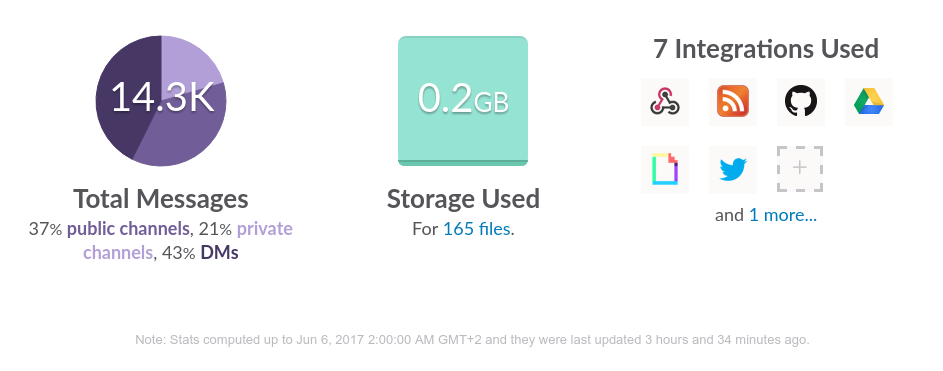 14.3K
Total Messages
37% public channels, 21% private
channels, 43% DMs
0.2GB
Storage Used
For 165 files.
7 Integrations Used
+
and 1 more...
Note: Stats computed up to Jun 6, 2017 2:00:00 AM GMT+2 and they were last updated 3 hours and 34 minutes ago.